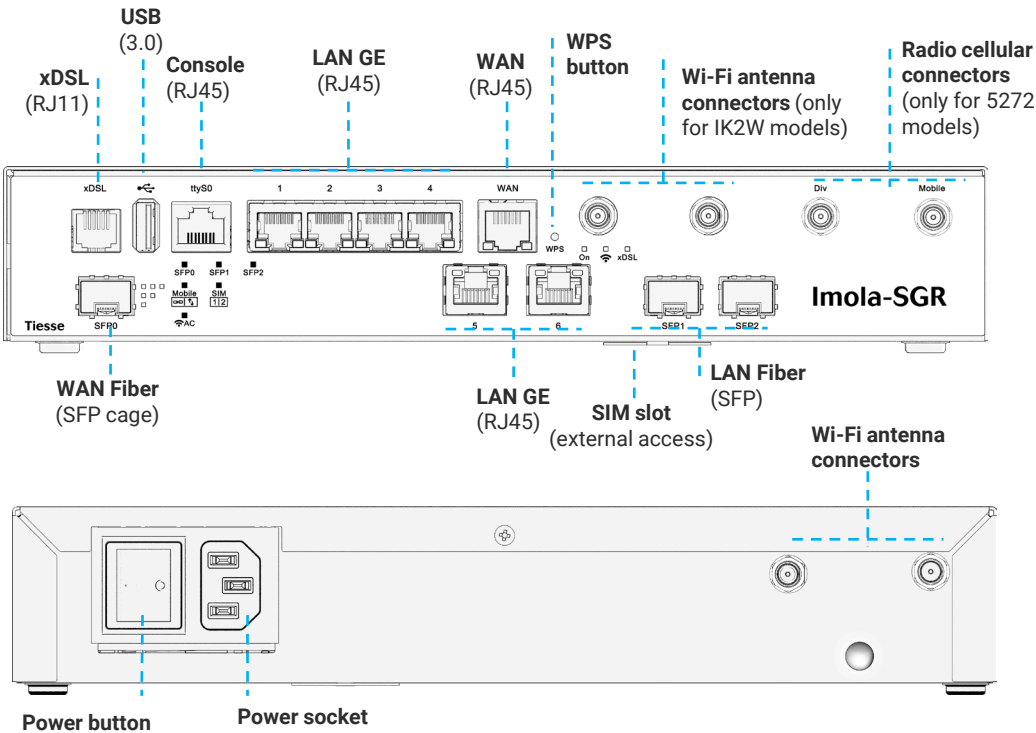 USB
(3.0)
xDSL
(RJ11)
Console
(RJ45)
LAN GE
(RJ45)
WAN
(RJ45)
WPS
button
Wi-Fi antenna
connectors (only
for IK2W models)
Radio cellular
connectors
(only for 5272
models)
xDSL
ttyS0
1 2 3 4
WAN
Div
Mobile
WPS
On
xDSL
SFP0 SFP1 SFP2
Mobile
SIM
1 2
AC
Tiesse
SFP0
5
6
SFP1
SFP2
Imola-SGR
WAN Fiber
(SFP cage)
LAN GE
(RJ45)
SIM slot
(external access)
LAN Fiber
(SFP)
Wi-Fi antenna
connectors
Power button
Power socket